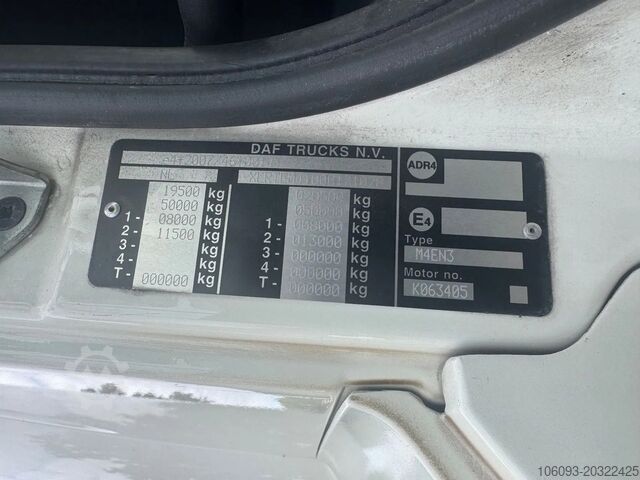 DAF TRUCKS N.V.
19500 kg
50000 kg
1 - 08000 kg 1 - 008000 kg
2 - 11500 kg 2 - 013000 kg
3 - kg 3 - 000000 kg
4 - kg 4 - 000000 kg
T - 000000 kg T - 000000 kg
ADR4
E4
Type
M4EN3
Motor no.
K063405
106093-20322425